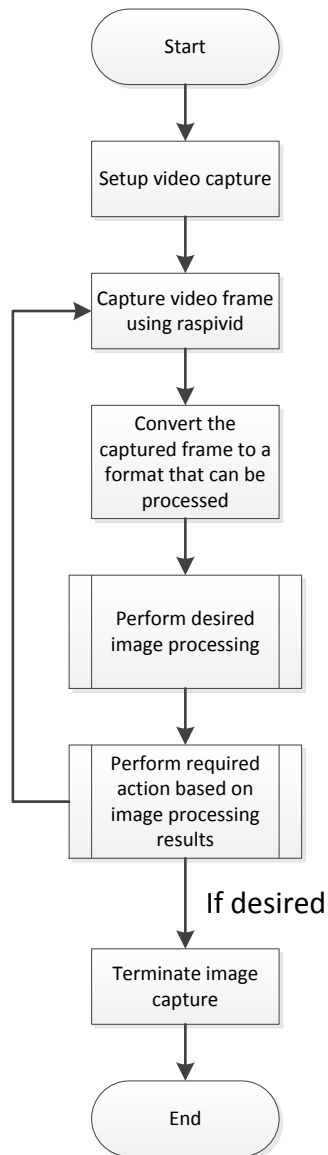 Start
Setup video capture
Capture video frame
using raspivid
Convert the
captured frame to a
format that can be
processed
Perform desired
image processing
Perform required
action based on
image processing
results
If desired
Terminate image
capture
End